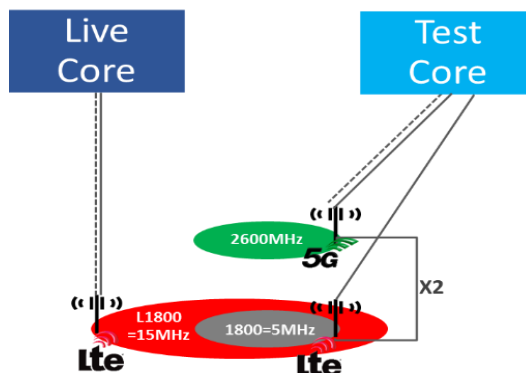 Live
Core
Test
Core
2600MHz
5G
X2
L1800
=15MHz
1800=5MHz
Lte
Lte